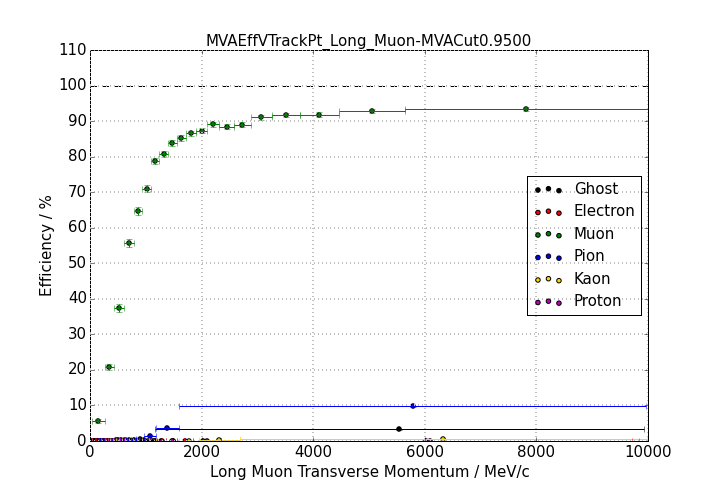 MVAEffVTrackPt_Long_Muon-MVACut0.9500
110
100
90
80
70
60
50
40
30
20
10
0
Efficiency / %
Ghost
Electron
Muon
Pion
Kaon
Proton
0 2000 4000 6000 8000 10000
Long Muon Transverse Momentum / MeV/c